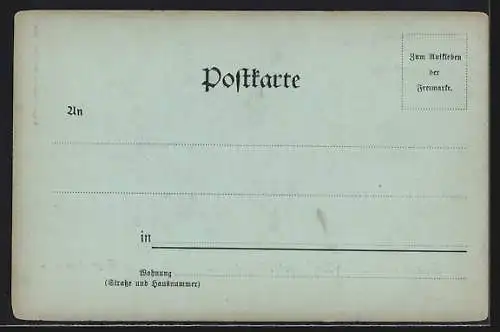 Zum Aufkleben
der
Freimarke.
Postkarte
An
in
Wohnung
(Straße und Hausnummer)